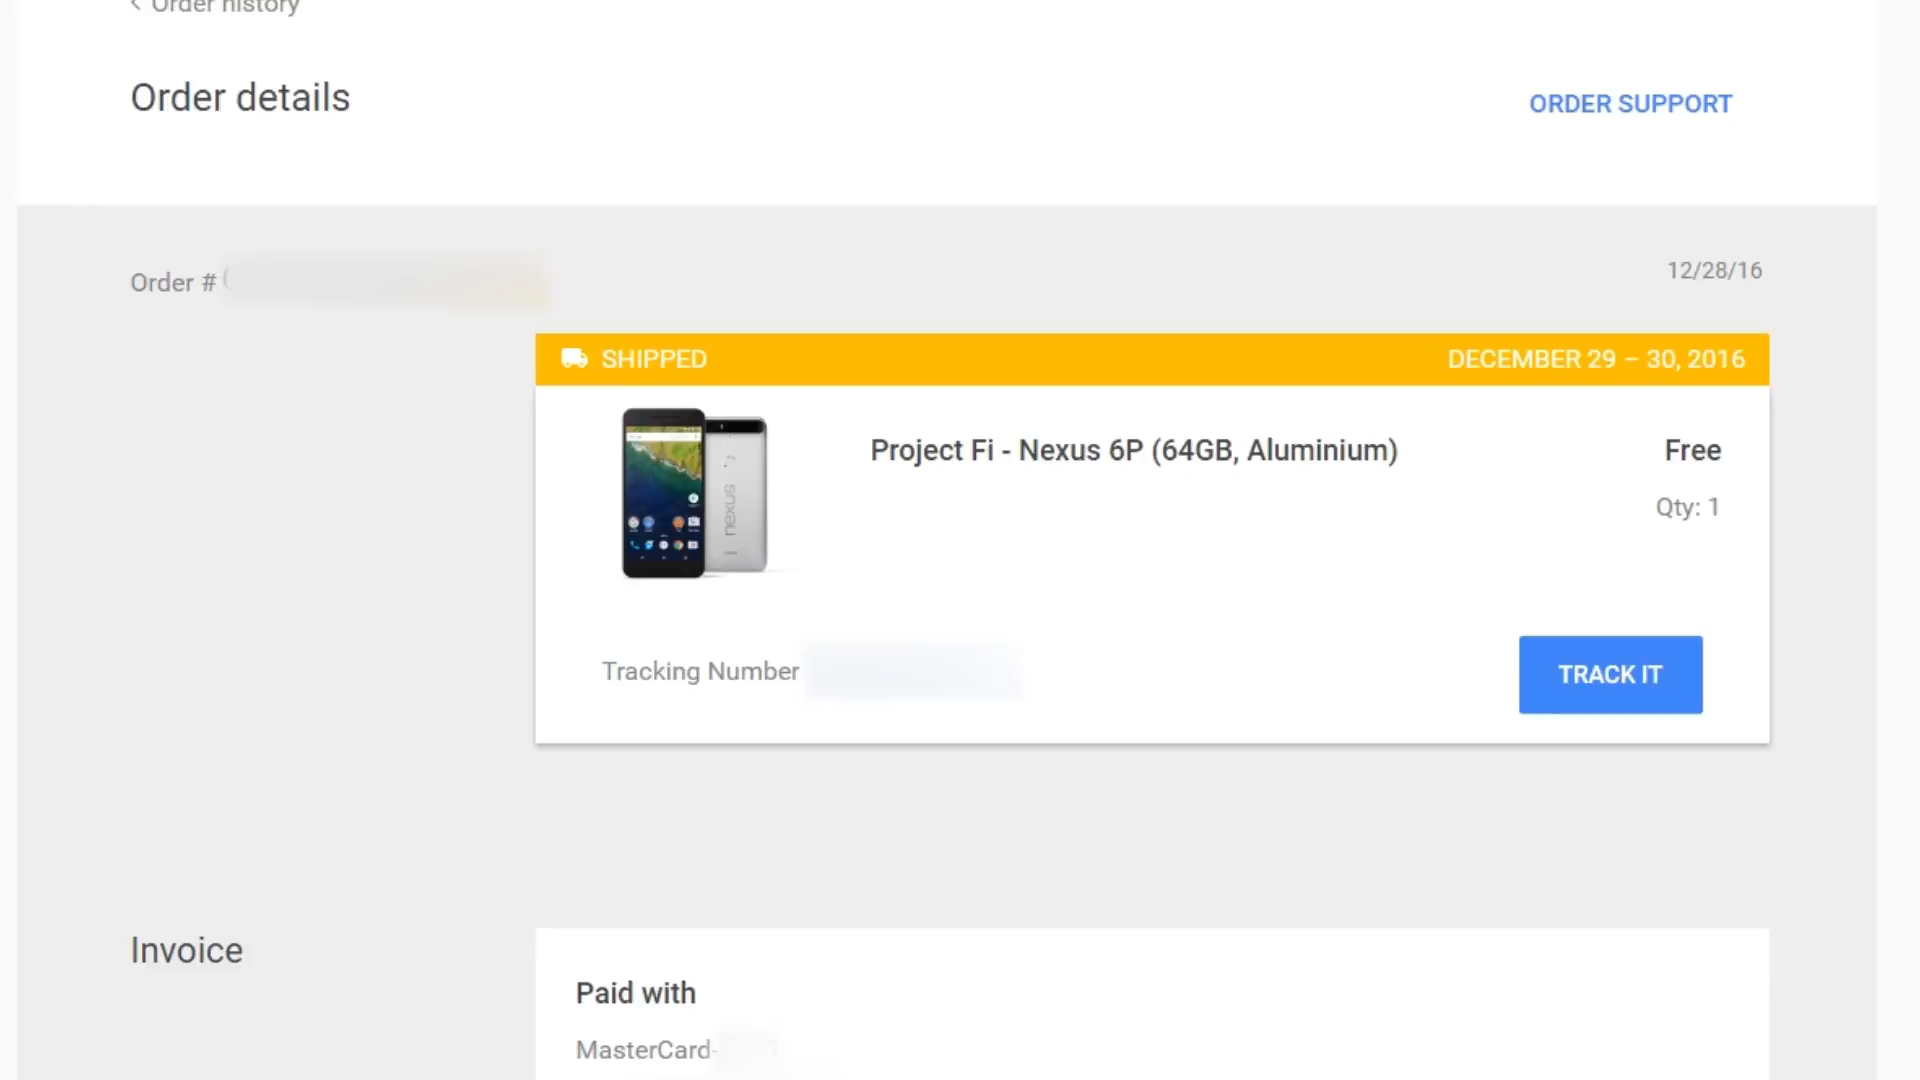 Order history
Order details
ORDER SUPPORT
Order #
12/28/16
SHIPPED
DECEMBER 29 – 30, 2016
Project Fi - Nexus 6P (64GB, Aluminium)
Free
Qty: 1
nexus
Tracking Number
TRACK IT
Invoice
Paid with
MasterCard-